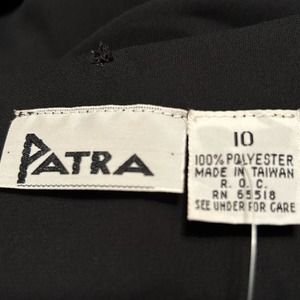 PATRA
10
100% POLYESTER
MADE IN TAIWAN
R. O. C.
RN 65518
SEE UNDER FOR CARE